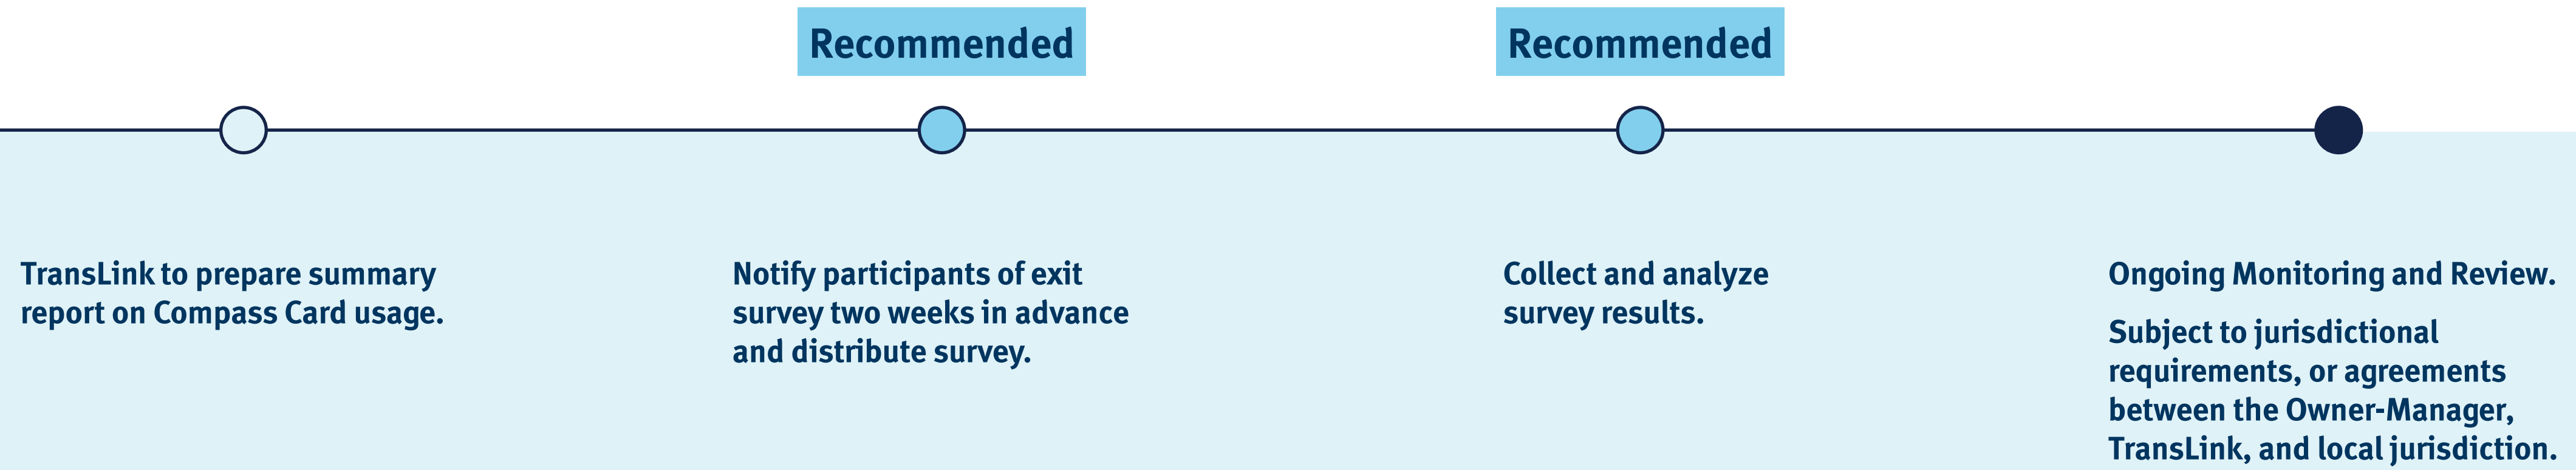 Recommended
Recommended
TransLink to prepare summary
report on Compass Card usage.
Notify participants of exit
survey two weeks in advance
and distribute survey.
Collect and analyze
survey results.
Ongoing Monitoring and Review.
Subject to jurisdictional
requirements, or agreements
between the Owner-Manager,
TransLink, and local jurisdiction.